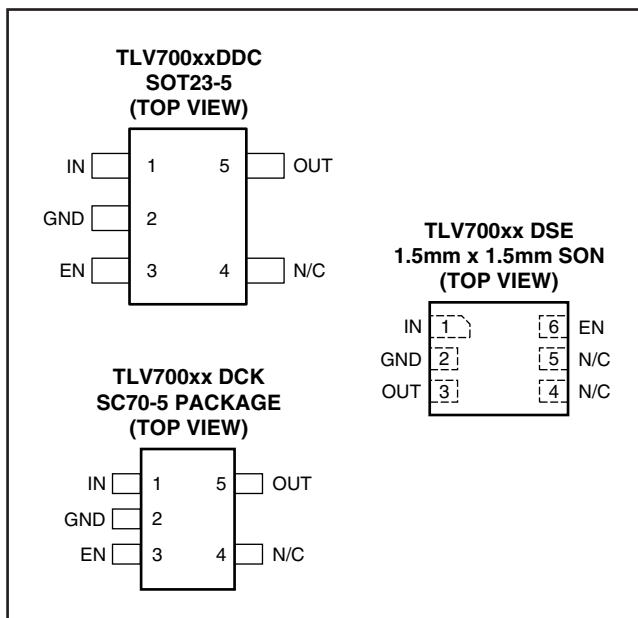 TLV700xxDDC
SOT23-5
(TOP VIEW)
IN 1 5 OUT
GND 2
EN 3 4 N/C
TLV700xx DSE
1.5mm x 1.5mm SON
(TOP VIEW)
IN 1 6 EN
GND 2 5 N/C
OUT 3 4 N/C
TLV700xx DCK
SC70-5 PACKAGE
(TOP VIEW)
IN 1 5 OUT
GND 2
EN 3 4 N/C